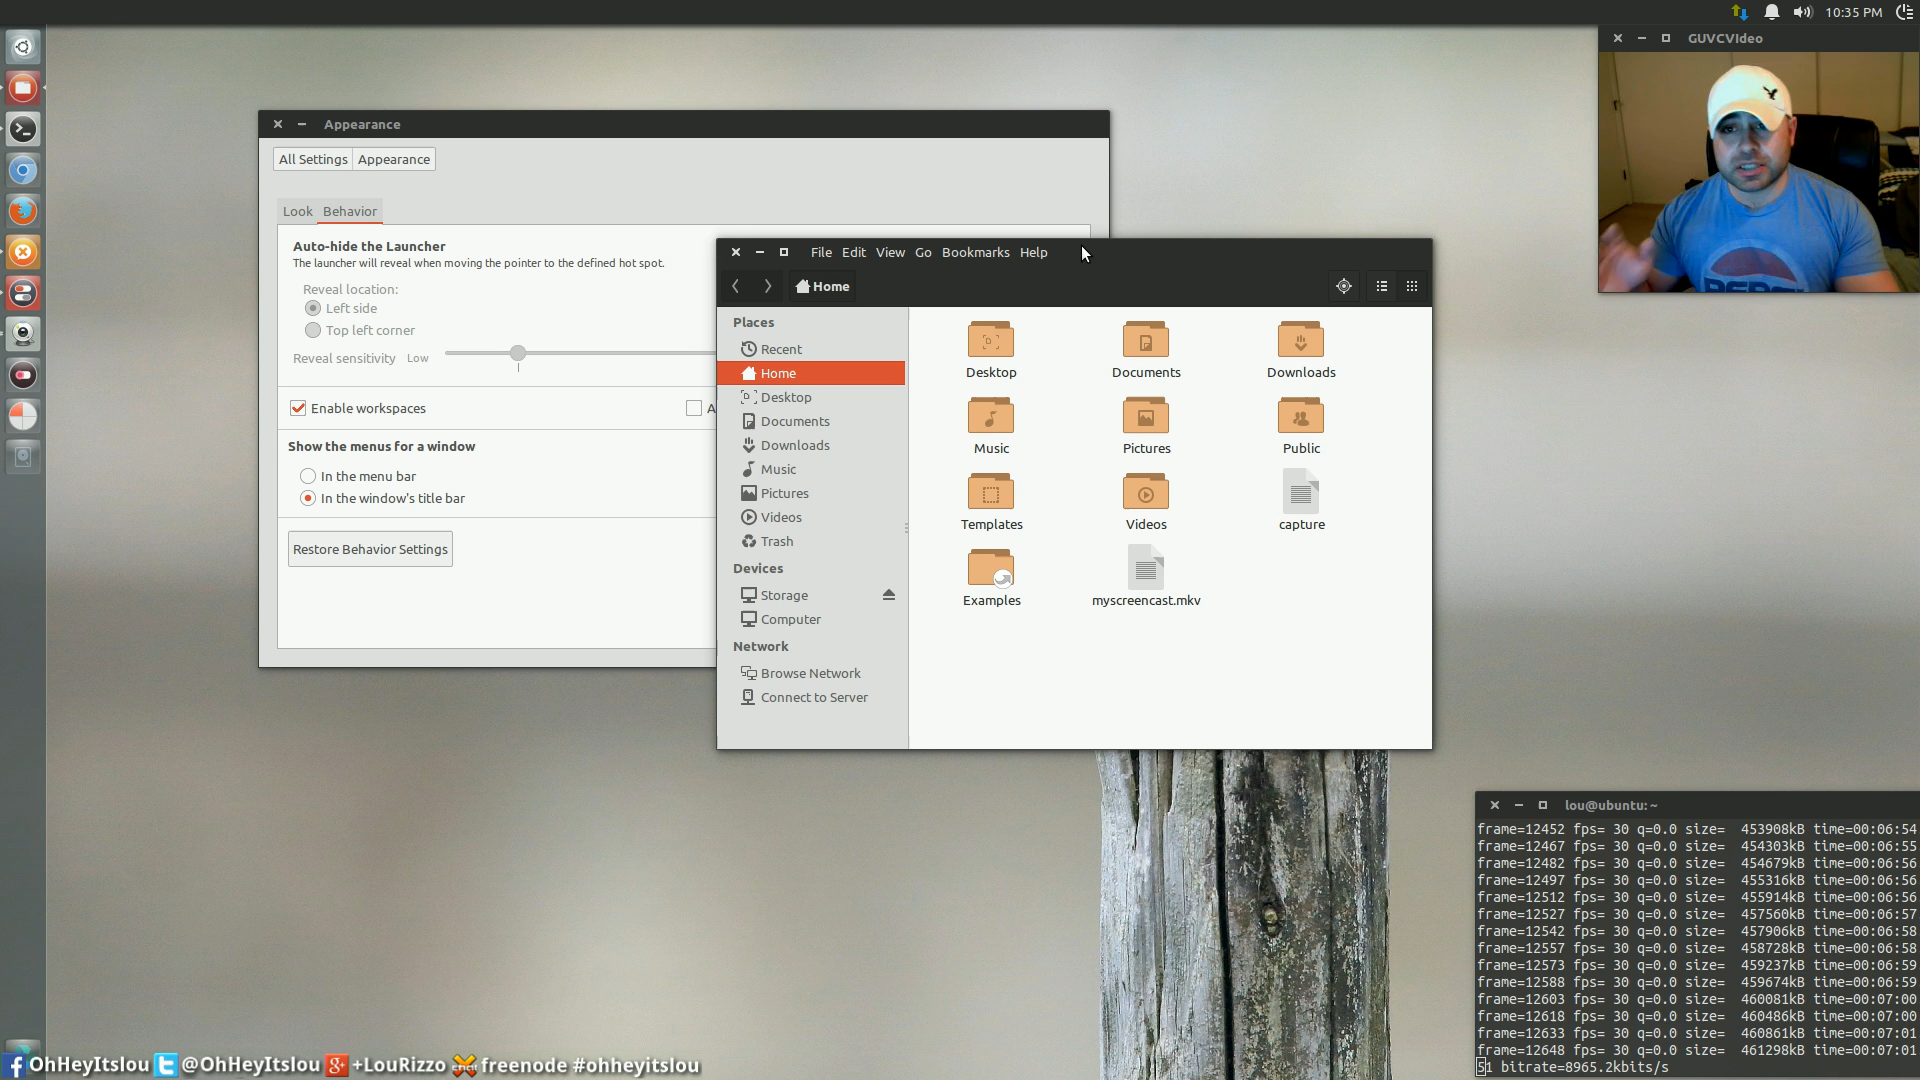 10:35 PM
GUVCVIdeo
Appearance
All Settings Appearance
Look Behavior
Auto-hide the Launcher
The launcher will reveal when moving the pointer to the defined hot spot.
Reveal location:
Left side
Top left corner
Reveal sensitivity Low
Enable workspaces
A
Show the menus for a window
In the menu bar
In the window's title bar
Restore Behavior Settings
File Edit View Go Bookmarks Help
Home
Places
Recent
Home
Desktop
Documents
Downloads
Music
Pictures
Videos
Trash
Devices
Storage
Computer
Network
Browse Network
Connect to Server
Desktop Documents Downloads
Music Pictures Public
Templates Videos capture
Examples myscreencast.mkv
lou@ubuntu: ~
frame=12452 fps= 30 q=0.0 size=  453908kB time=00:06:54
frame=12467 fps= 30 q=0.0 size=  454303kB time=00:06:55
frame=12482 fps= 30 q=0.0 size=  454679kB time=00:06:56
frame=12497 fps= 30 q=0.0 size=  455316kB time=00:06:56
frame=12512 fps= 30 q=0.0 size=  455914kB time=00:06:56
frame=12527 fps= 30 q=0.0 size=  457560kB time=00:06:57
frame=12542 fps= 30 q=0.0 size=  457906kB time=00:06:58
frame=12557 fps= 30 q=0.0 size=  458728kB time=00:06:58
frame=12573 fps= 30 q=0.0 size=  459237kB time=00:06:59
frame=12588 fps= 30 q=0.0 size=  459674kB time=00:06:59
frame=12603 fps= 30 q=0.0 size=  460081kB time=00:07:00
frame=12618 fps= 30 q=0.0 size=  460486kB time=00:07:00
frame=12633 fps= 30 q=0.0 size=  460861kB time=00:07:01
frame=12648 fps= 30 q=0.0 size=  461298kB time=00:07:01
51 bitrate=8965.2kbits/s
OhHeyItslou @OhHeyItslou +LouRizzo freenode #ohheyitslou